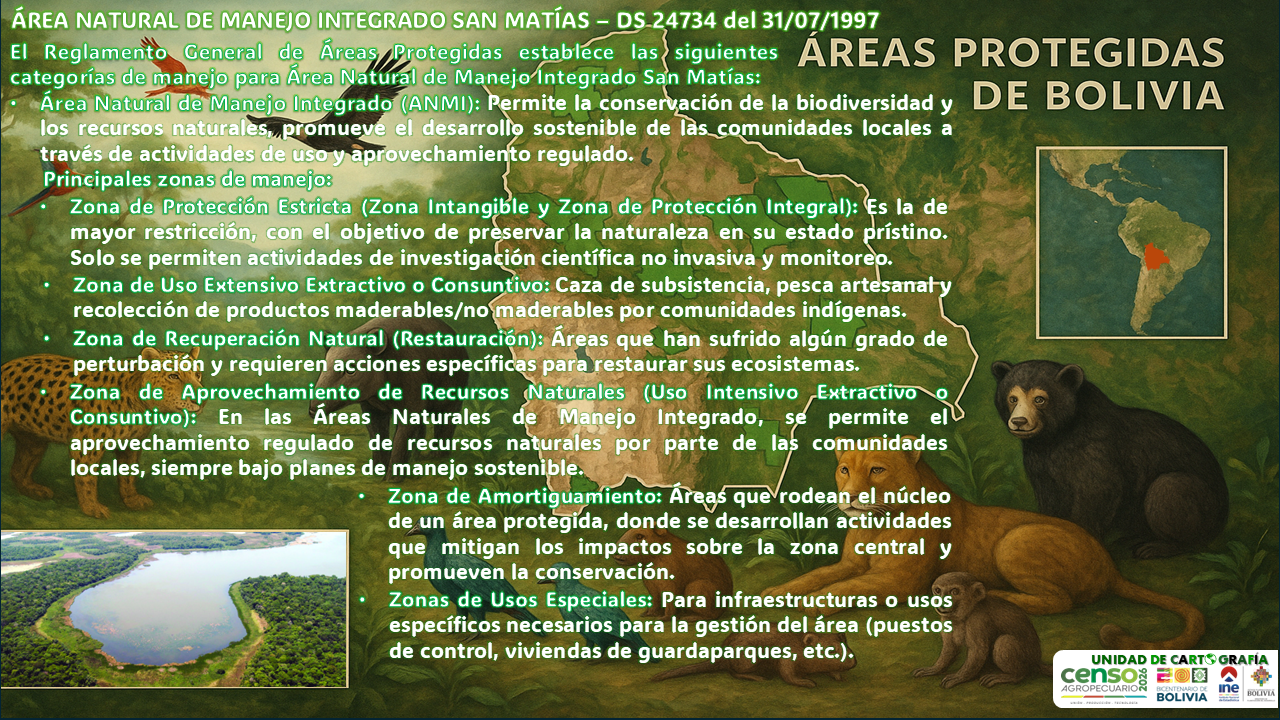 ÁREA NATURAL DE MANEJO INTEGRADO SAN MATÍAS – DS 24734 del 31/07/1997
El Reglamento General de Áreas Protegidas establece las siguientes
categorías de manejo para Área Natural de Manejo Integrado San Matías:
ÁREAS PROTEGIDAS
DE BOLIVIA
• Área Natural de Manejo Integrado (ANMI): Permite la conservación de la biodiversidad y
los recursos naturales, promueve el desarrollo sostenible de las comunidades locales a
través de actividades de uso y aprovechamiento regulado.
Principales zonas de manejo:
• Zona de Protección Estricta (Zona Intangible y Zona de Protección Integral): Es la de
mayor restricción, con el objetivo de preservar la naturaleza en su estado prístino.
Solo se permiten actividades de investigación científica no invasiva y monitoreo.
• Zona de Uso Extensivo Extractivo o Consuntivo: Caza de subsistencia, pesca artesanal y
recolección de productos maderables/no maderables por comunidades indígenas.
• Zona de Recuperación Natural (Restauración): Áreas que han sufrido algún grado de
perturbación y requieren acciones específicas para restaurar sus ecosistemas.
• Zona de Aprovechamiento de Recursos Naturales (Uso Intensivo Extractivo o
Consuntivo): En las Áreas Naturales de Manejo Integrado, se permite el
aprovechamiento regulado de recursos naturales por parte de las comunidades
locales, siempre bajo planes de manejo sostenible.
• Zona de Amortiguamiento: Áreas que rodean el núcleo
de un área protegida, donde se desarrollan actividades
que mitigan los impactos sobre la zona central y
promueven la conservación.
• Zonas de Usos Especiales: Para infraestructuras o usos
específicos necesarios para la gestión del área (puestos
de control, viviendas de guardaparques, etc.).
UNIDAD DE CARTOGRAFÍA
censo
AGROPECUARIO
2026
BICENTENARIO DE
BOLIVIA
ine
BOLIVIA